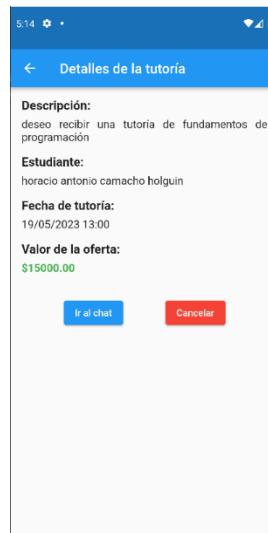 5:14
Detalles de la tutoría
Descripción:
deseo recibir una tutoría de fundamentos de
programación
Estudiante:
horacio antonio camacho holguin
Fecha de tutoría:
19/05/2023 13:00
Valor de la oferta:
$15000.00
Ir al chat Cancelar